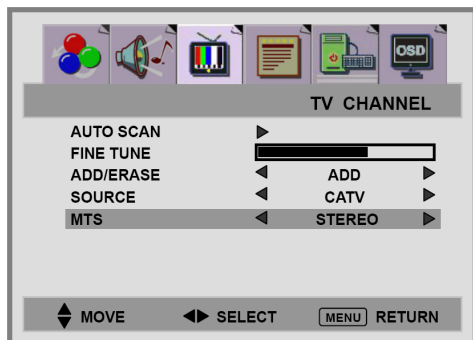 OSD
TV CHANNEL
AUTO SCAN
FINE TUNE
ADD/ERASE ADD
SOURCE CATV
MTS STEREO
MOVE SELECT MENU RETURN